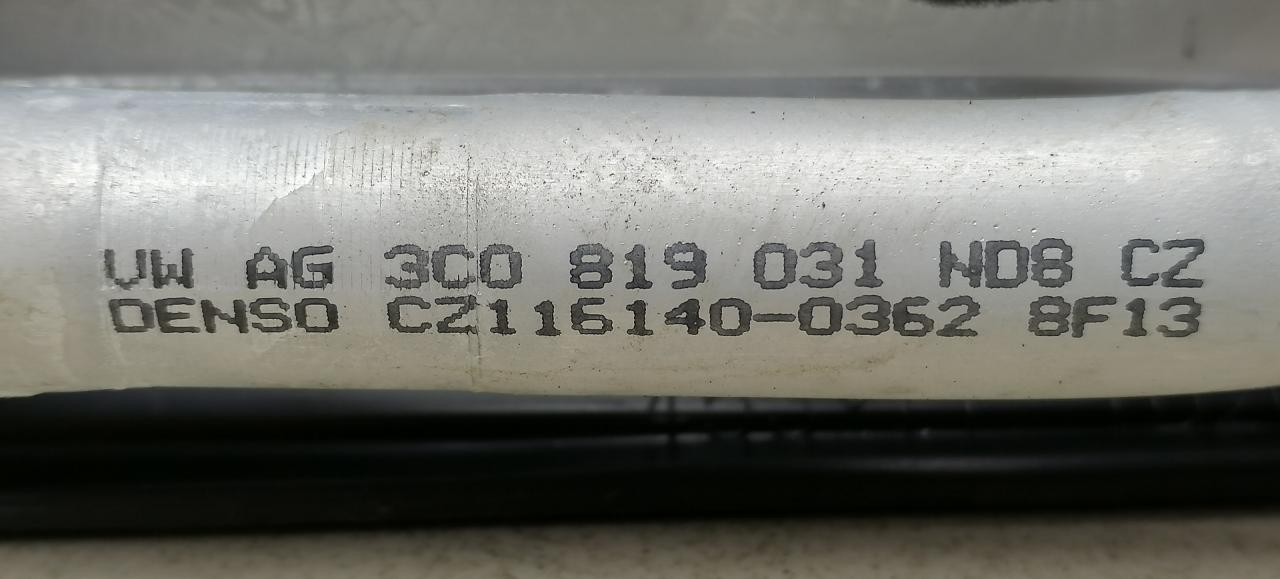 VW AG 3C0 819 031 ND8 CZ
DENSO CZ116140-0362 8F13